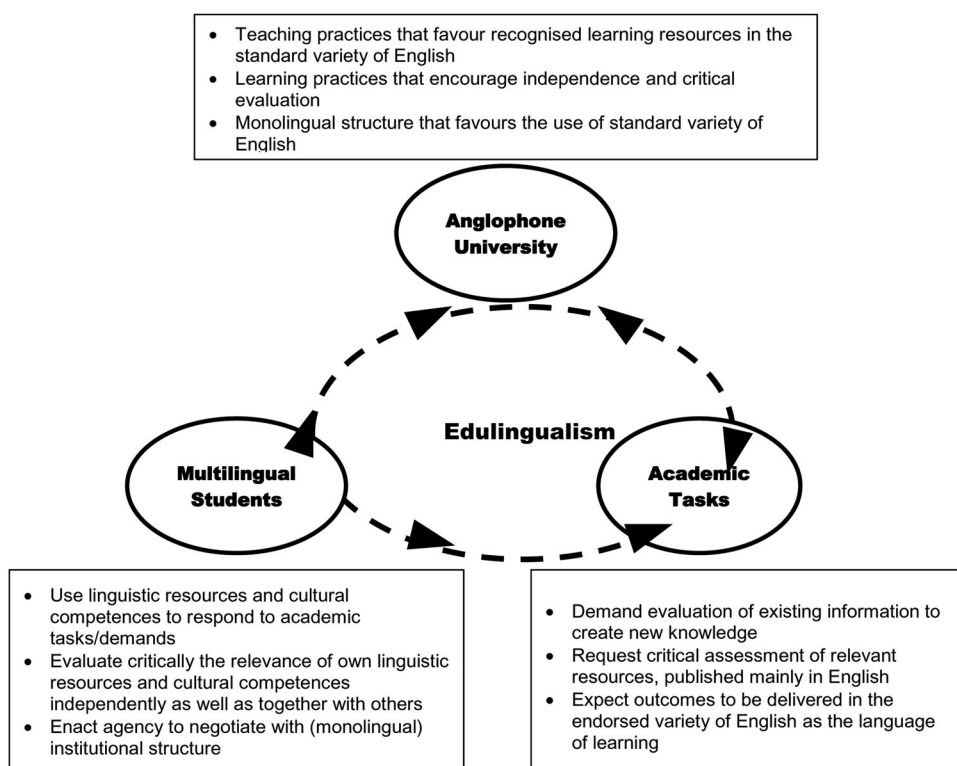 • Teaching practices that favour recognised learning resources in the
standard variety of English
• Learning practices that encourage independence and critical
evaluation
• Monolingual structure that favours the use of standard variety of
English
Anglophone
University
Edulingualism
Multilingual
Students
Academic
Tasks
• Use linguistic resources and cultural
competences to respond to academic
tasks/demands
• Evaluate critically the relevance of own linguistic
resources and cultural competences
independently as well as together with others
• Enact agency to negotiate with (monolingual)
institutional structure
• Demand evaluation of existing information to
create new knowledge
• Request critical assessment of relevant
resources, published mainly in English
• Expect outcomes to be delivered in the
endorsed variety of English as the language
of learning